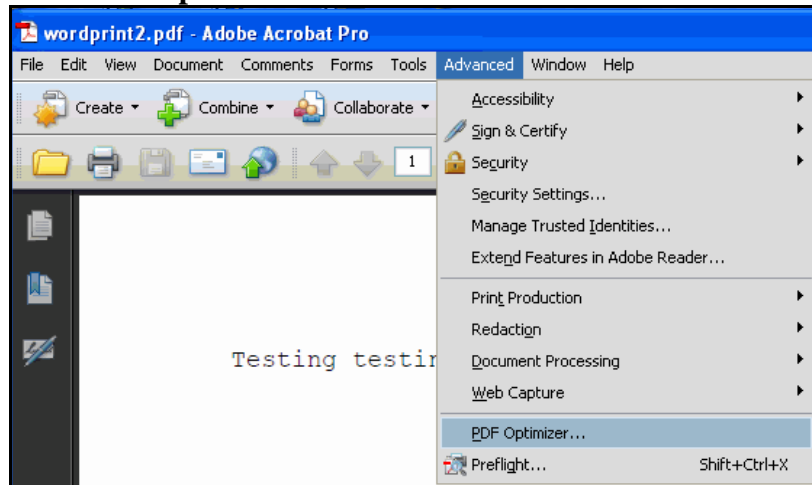 wordprint2.pdf - Adobe Acrobat Pro
File Edit View Document Comments Forms Tools Advanced Window Help
Create Combine Collaborate
1
Accessibility
Sign & Certify
Security
Security Settings...
Manage Trusted Identities...
Extend Features in Adobe Reader...
Print Production
Redaction
Document Processing
Web Capture
PDF Optimizer...
Preflight... Shift+Ctrl+X
Testing